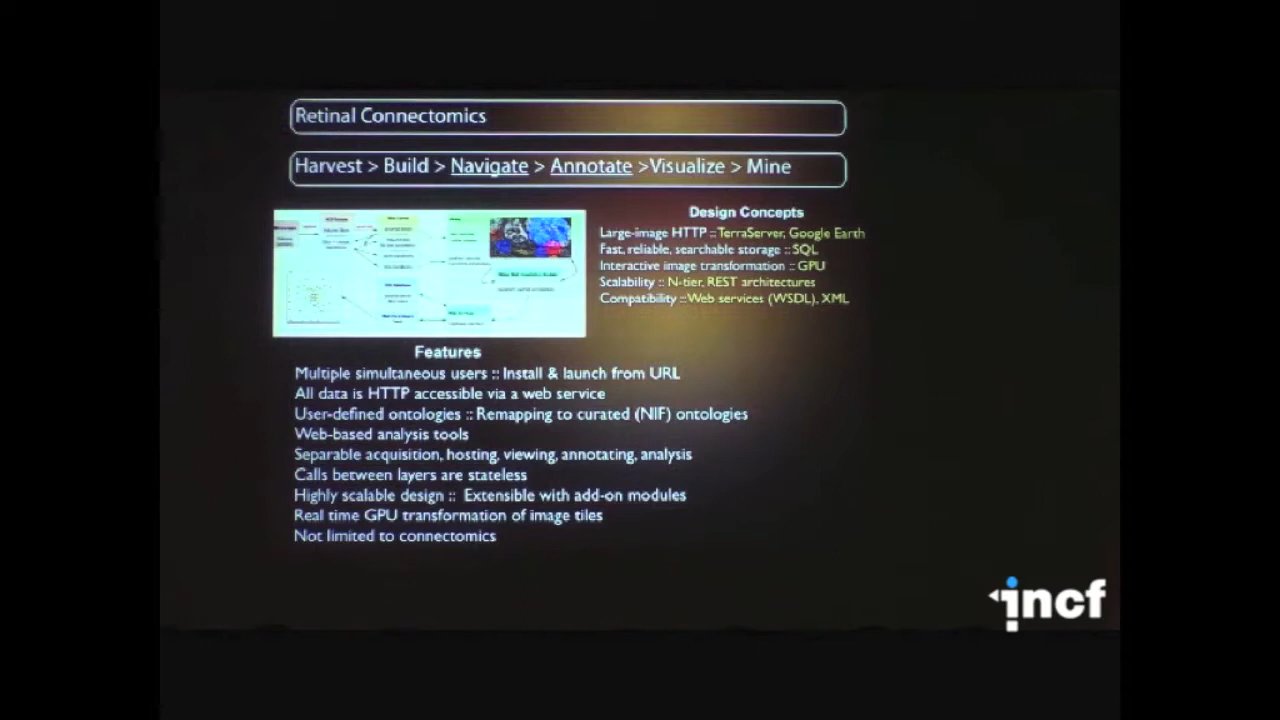 Retinal Connectomics
Harvest > Build > Navigate > Annotate >Visualize > Mine
Design Concepts
Large-image HTTP :: TerraServer, Google Earth
Fast, reliable, searchable storage :: SQL
Interactive image transformation :: GPU
Scalability :: N-tier, REST architectures
Compatibility :: Web services (WSDL), XML
Features
Multiple simultaneous users :: Install & launch from URL
All data is HTTP accessible via a web service
User-defined ontologies :: Remapping to curated (NIF) ontologies
Web-based analysis tools
Separable acquisition, hosting, viewing, annotating, analysis
Calls between layers are stateless
Highly scalable design :: Extensible with add-on modules
Real time GPU transformation of image tiles
Not limited to connectomics
incf